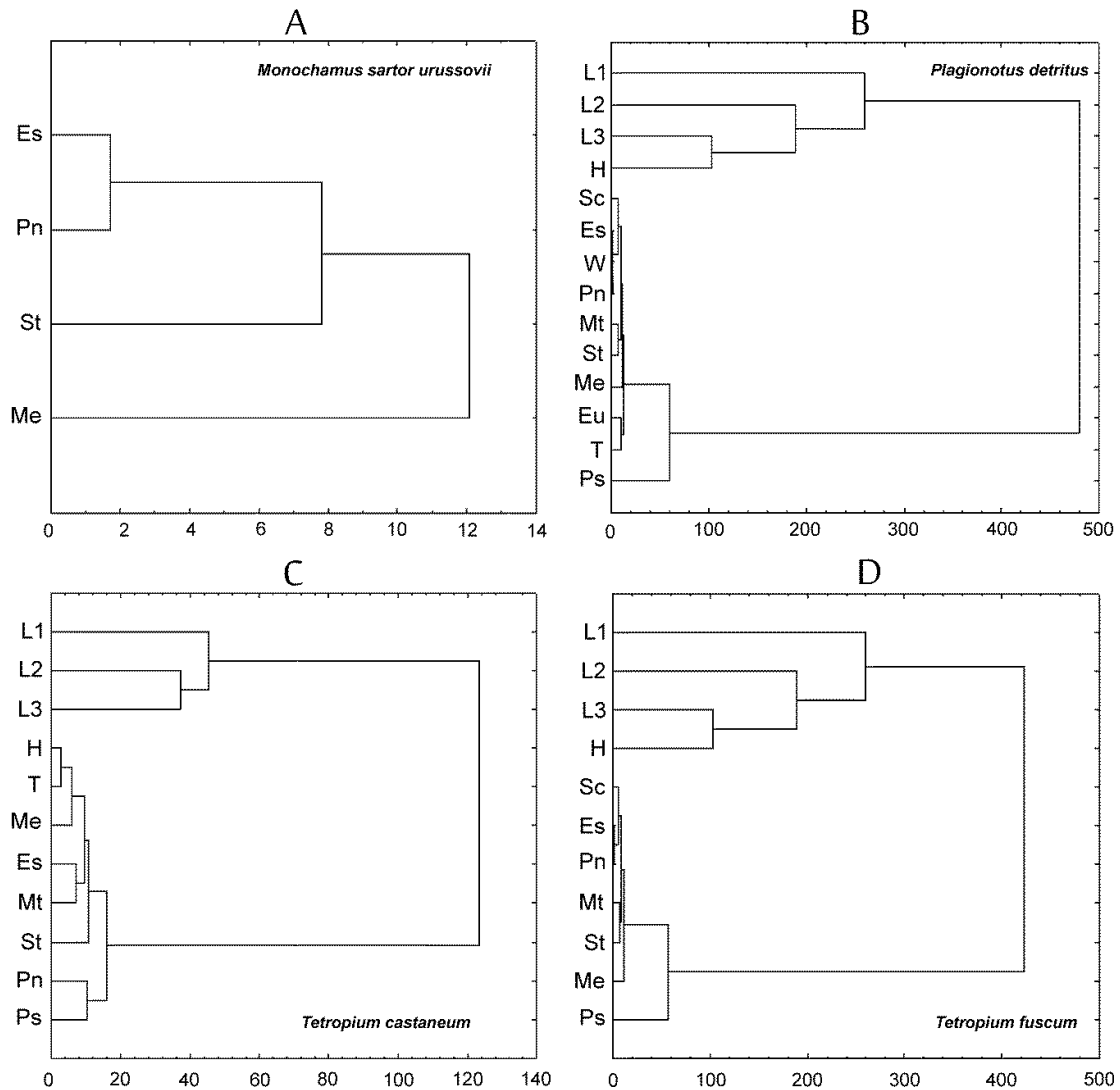 A
Monochamus sartor urussovii
Es
Pn
St
Me
0 2 4 6 8 10 12 14
B
Plagionotus detritus
L1
L2
L3
H
Sc
Es
W
Pn
Mt
St
Me
Eu
T
Ps
0 100 200 300 400 500
C
L1
L2
L3
H
T
Me
Es
Mt
St
Pn
Ps
Tetropium castaneum
0 20 40 60 80 100 120 140
D
L1
L2
L3
H
Sc
Es
Pn
Mt
St
Me
Ps
Tetropium fuscum
0 100 200 300 400 500